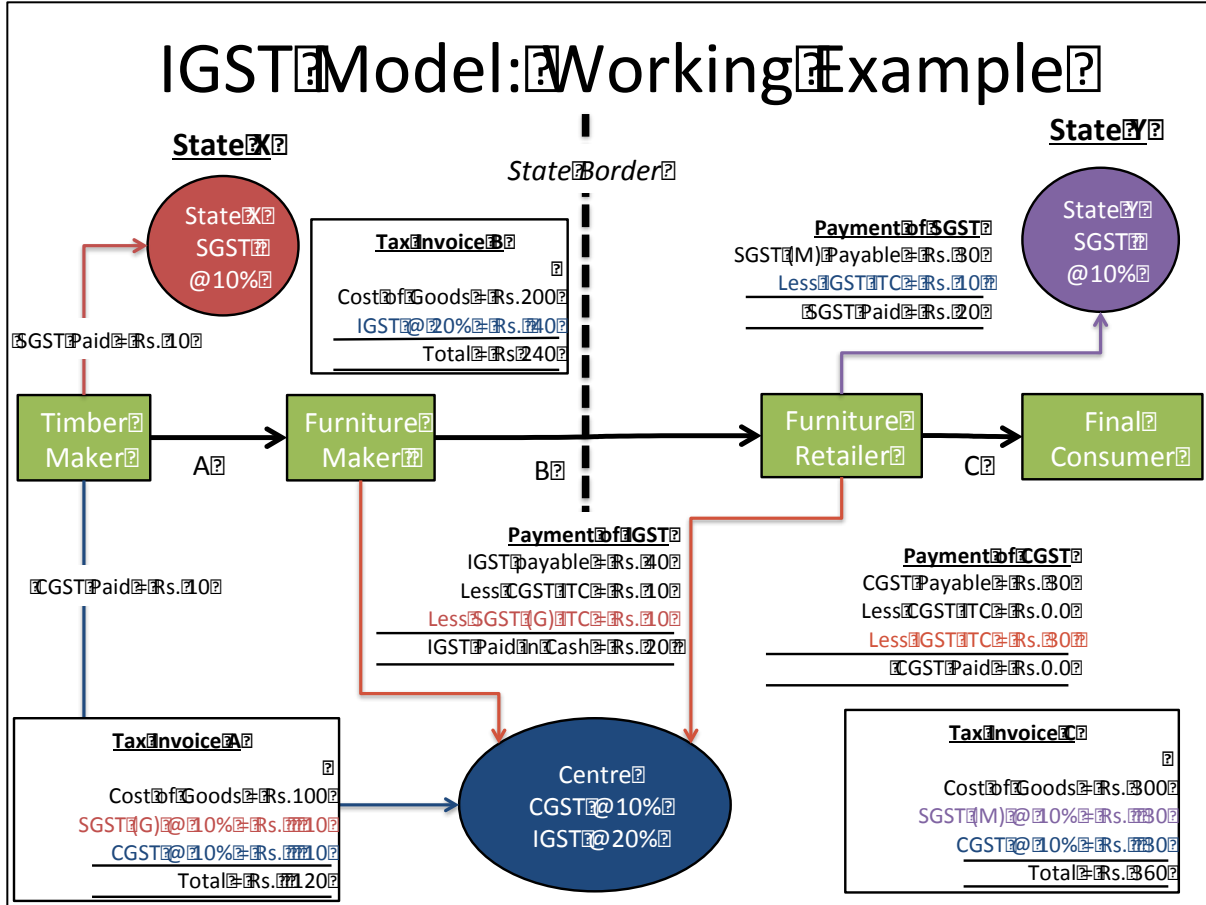 IGST Model: Working Example
State X
State Border
State Y
State X
SGST
@10%
Tax Invoice B
Cost of Goods = Rs.200
IGST @ 20% = Rs. 40
Total = Rs 240
Payment of SGST
SGST (M) Payable = Rs. 30
Less IGST ITC = Rs. 10
SGST Paid = Rs. 20
State Y
SGST
@10%
SGST Paid = Rs. 10
Timber
Maker
A
Furniture
Maker
B
Furniture
Retailer
C
Final
Consumer
CGST Paid = Rs. 10
Payment of IGST
IGST payable = Rs. 40
Less CGST ITC = Rs. 10
Less SGST (G) ITC = Rs. 10
IGST Paid in Cash = Rs. 20
Payment of CGST
CGST Payable = Rs. 30
Less CGST ITC = Rs.0.0
Less IGST ITC = Rs. 30
CGST Paid = Rs.0.0
Tax Invoice A
Cost of Goods = Rs.100
SGST (G) @ 10% = Rs. 10
CGST @ 10% = Rs. 10
Total = Rs. 120
Centre
CGST @10%
IGST @20%
Tax Invoice C
Cost of Goods = Rs.300
SGST (M) @ 10% = Rs. 30
CGST @ 10% = Rs. 30
Total = Rs. 360